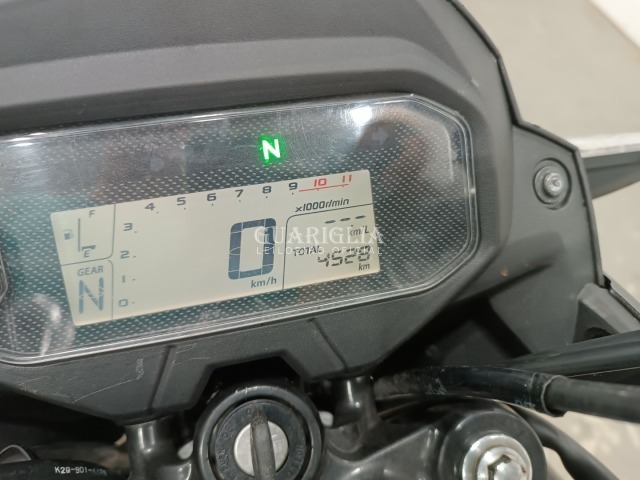 N
4 5 6 7 8 9 10 11
x1000r/min
F
3
E
2
---
km/L
GUARIGLIA
TOTAL
GEAR
N
0
4528
km
1
km/h
0